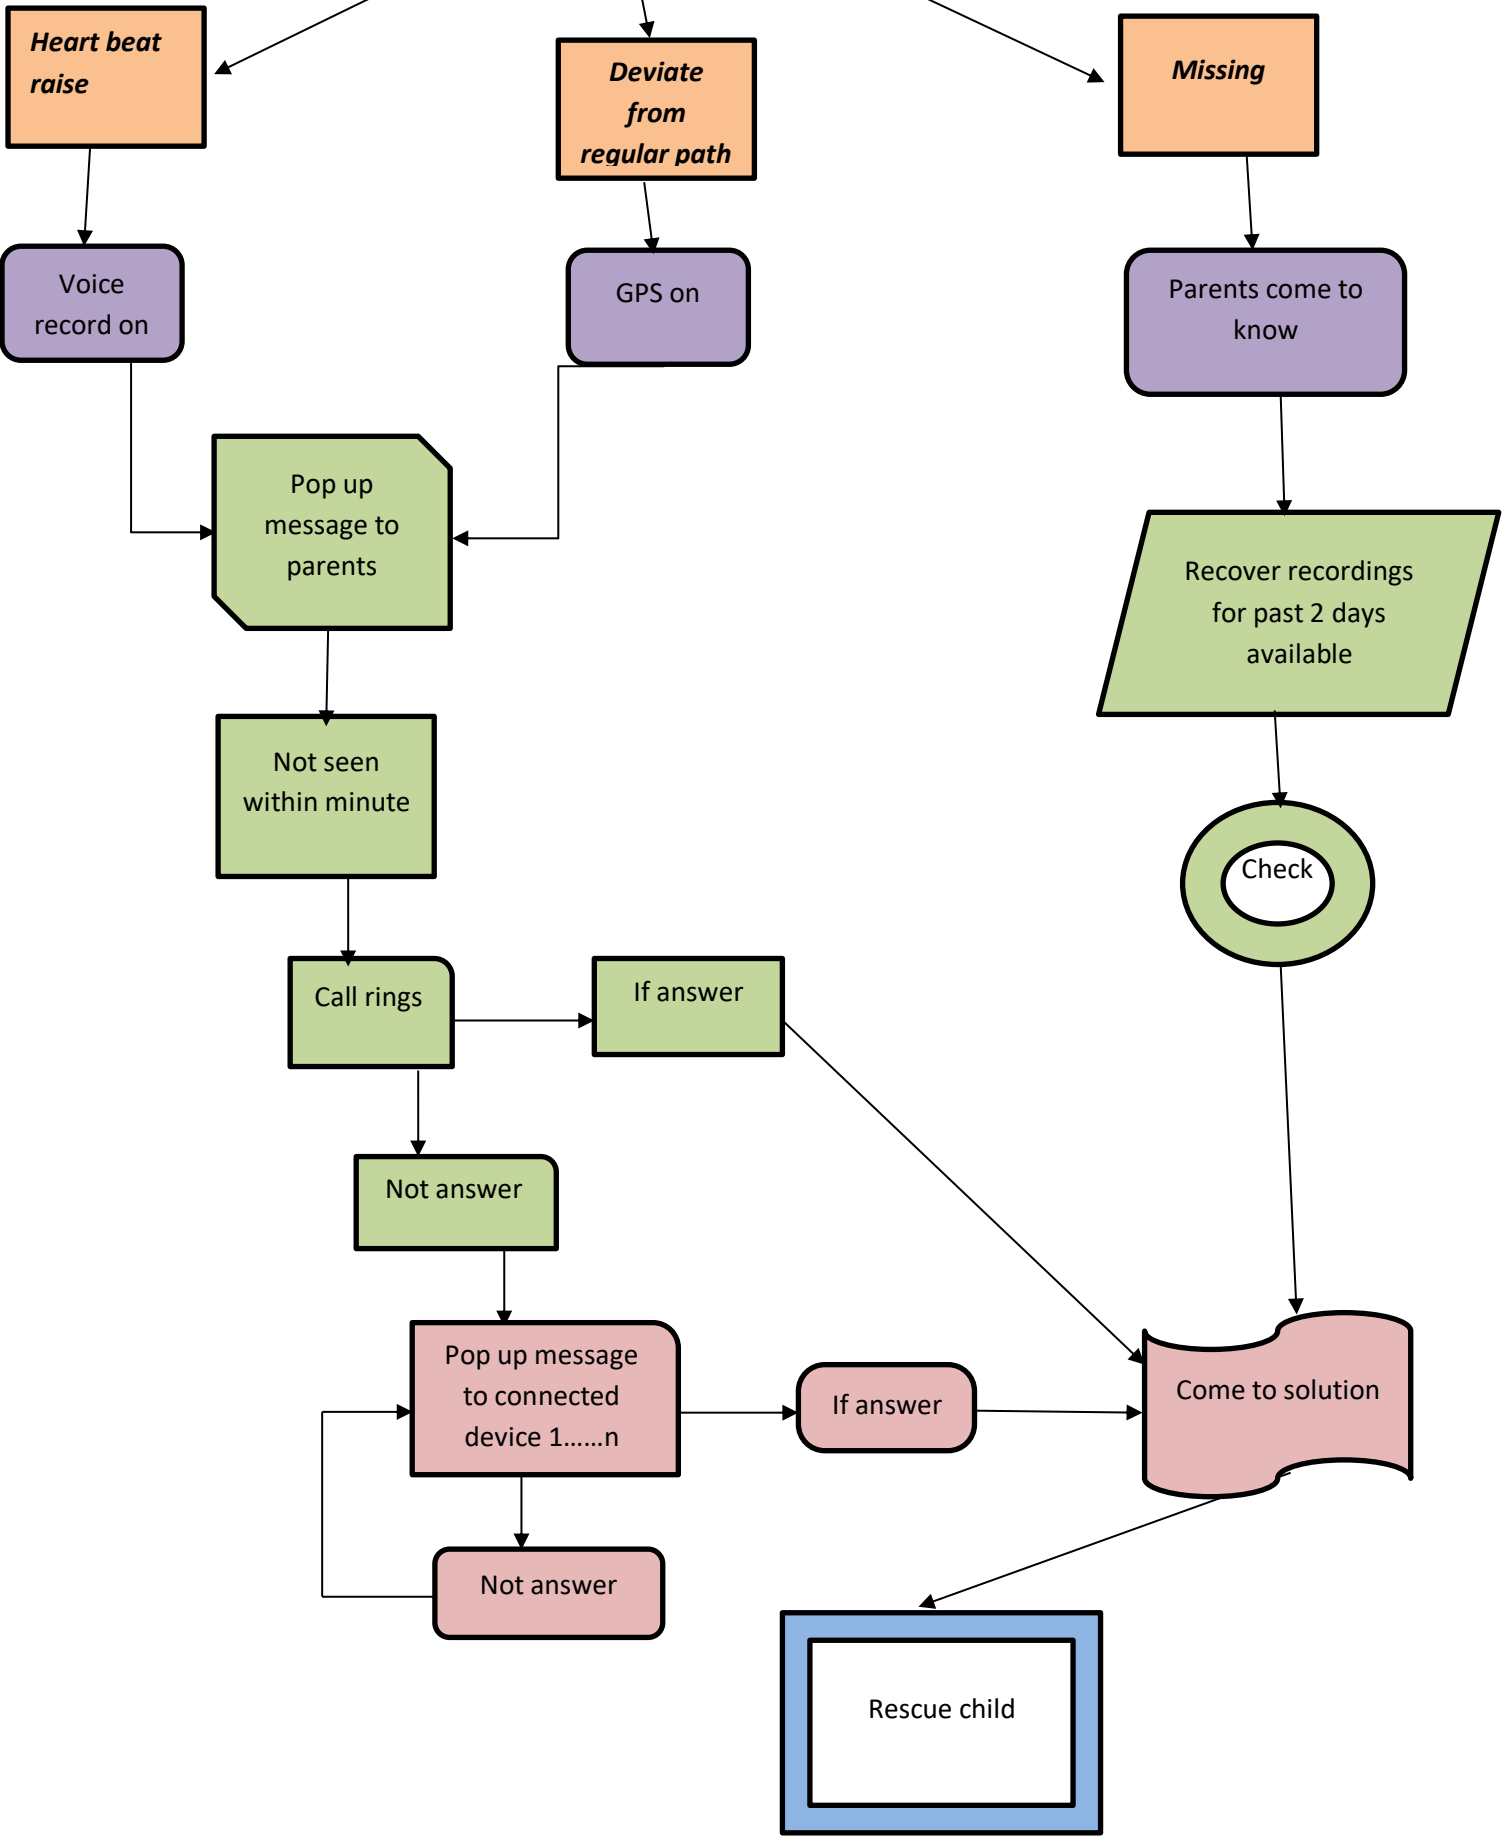 Heart beat
raise
Deviate
from
regular path
Missing
Voice
record on
GPS on
Parents come to
know
Pop up
message to
parents
Recover recordings
for past 2 days
available
Not seen
within minute
Check
Call rings
If answer
Not answer
Pop up message
to connected
device 1……n
If answer
Come to solution
Not answer
Rescue child